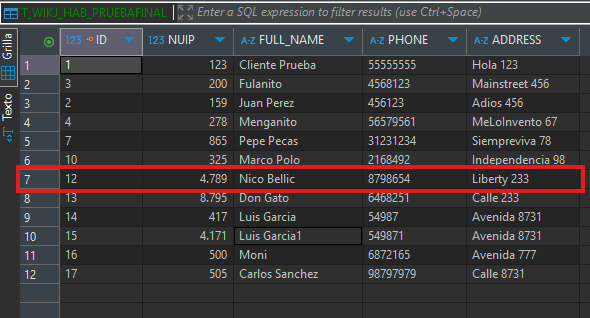 T_WIKJ_HAB_PRUEBAFINAL Enter a SQL expression to filter results (use Ctrl+Space)
Grilla
Texto
123 ID 123 NUIP A-Z FULL_NAME A-Z PHONE A-Z ADDRESS
1 1 123 Cliente Prueba 55555555 Hola 123
2 3 200 Fulanito 4568123 Mainstreet 456
3 2 159 Juan Perez 456123 Adios 456
4 4 278 Menganito 56579561 MeLoInvento 67
5 7 865 Pepe Pecas 31231234 Siempreviva 78
6 10 325 Marco Polo 2168492 Independencia 98
7 12 4.789 Nico Bellic 8798654 Liberty 233
8 13 8.795 Don Gato 6468251 Calle 233
9 14 417 Luis Garcia 54987 Avenida 8731
10 15 4.171 Luis Garcia1 549871 Avenida 8731
11 16 500 Moni 6872165 Avenida 777
12 17 505 Carlos Sanchez 98797979 Calle 8731